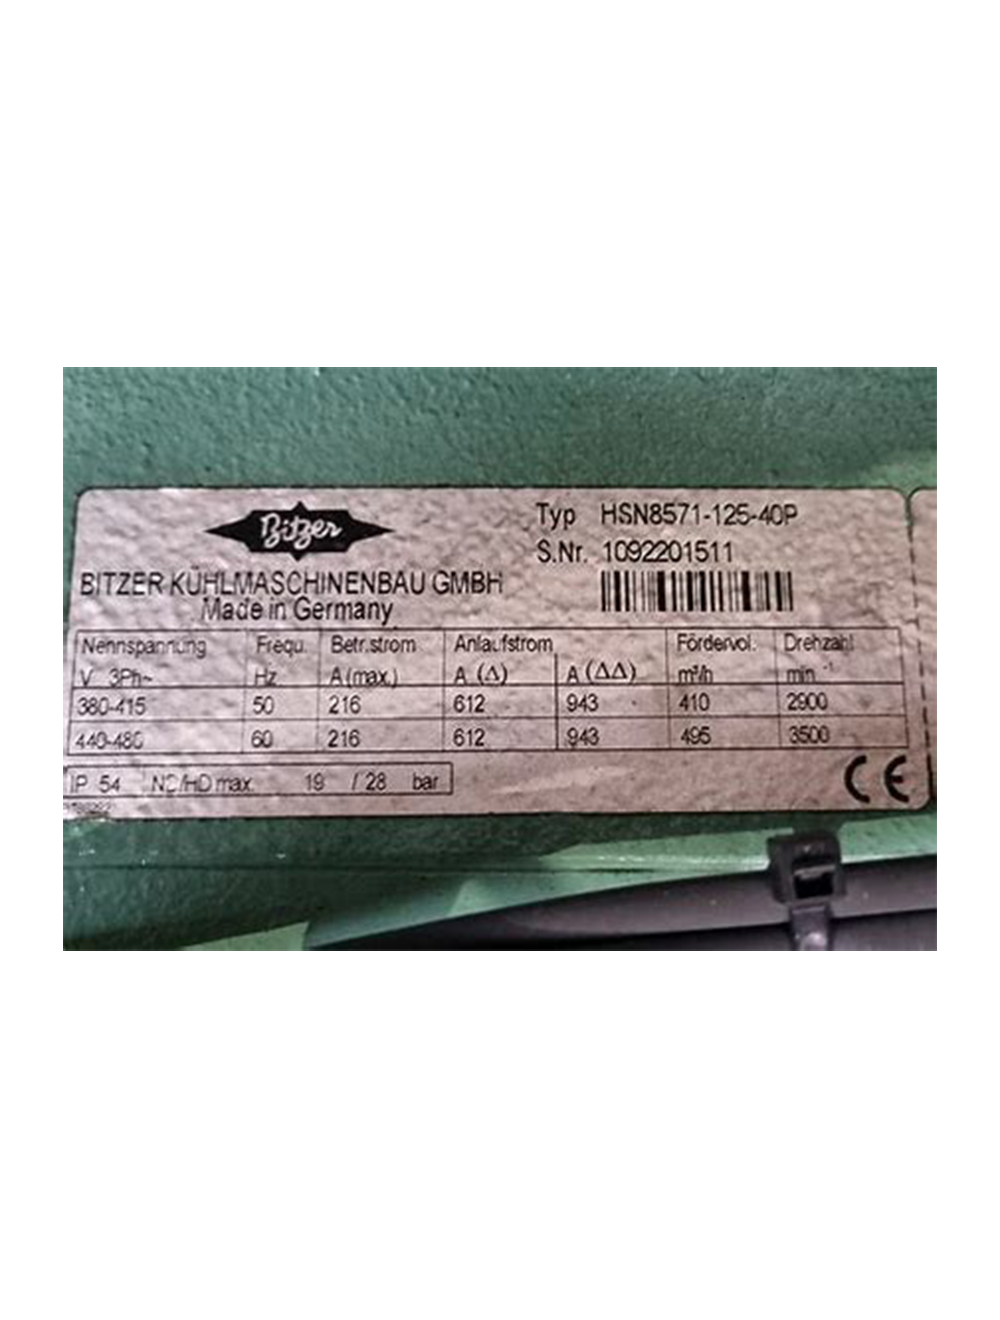 Bitzer
Typ HSN8571-125-40P
S.Nr. 1092201511
BITZER KÜHLMASCHINENBAU GMBH
Made in Germany
Nennspannung Frequ. Betr.strom Anlaufstrom Fördervol. Drehzahl
V 3Ph~ Hz A (max.) A (Δ) A (ΔΔ) m³/h min⁻¹
380-415 50 216 612 943 410 2900
440-480 60 216 612 943 495 3500
IP 54 ND/HD max. 19 / 28 bar
CE